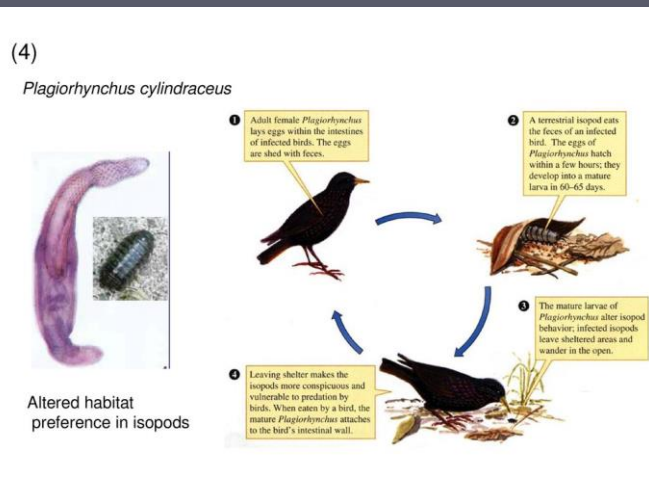 (4)
Plagiorhynchus cylindraceus
❶ Adult female Plagiorhynchus
lays eggs within the intestines
of infected birds. The eggs
are shed with feces.
❷ A terrestrial isopod eats
the feces of an infected
bird. The eggs of
Plagiorhynchus hatch
within a few hours; they
develop into a mature
larva in 60–65 days.
❸ The mature larvae of
Plagiorhynchus alter isopod
behavior; infected isopods
leave sheltered areas and
wander in the open.
❹ Leaving shelter makes the
isopods more conspicuous and
vulnerable to predation by
birds. When eaten by a bird, the
mature Plagiorhynchus attaches
to the bird's intestinal wall.
Altered habitat
preference in isopods